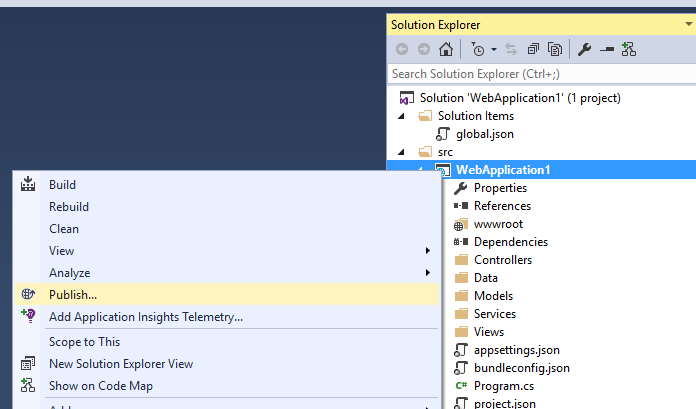 Solution Explorer
Search Solution Explorer (Ctrl+;)
Solution 'WebApplication1' (1 project)
Solution Items
global.json
src
WebApplication1
Properties
References
wwwroot
Dependencies
Controllers
Data
Models
Services
Views
appsettings.json
bundleconfig.json
C# Program.cs
project.json
Build
Rebuild
Clean
View
Analyze
Publish...
Add Application Insights Telemetry...
Scope to This
New Solution Explorer View
Show on Code Map